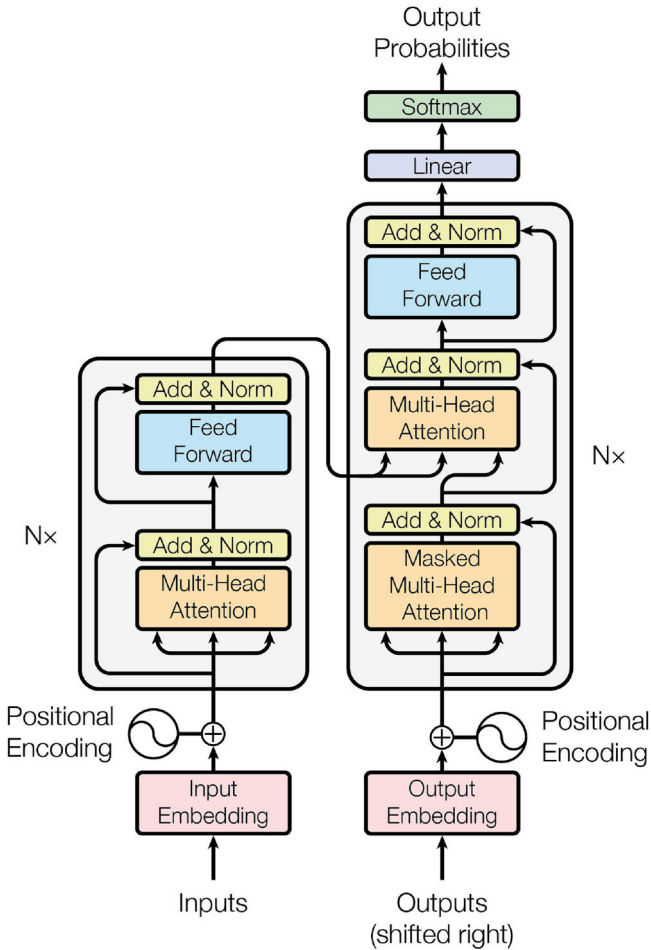 Output
Probabilities
Softmax
Linear
Add & Norm
Feed
Forward
Add & Norm
Multi-Head
Attention
Add & Norm
Masked
Multi-Head
Attention
N×
Add & Norm
Feed
Forward
Add & Norm
Multi-Head
Attention
N×
Positional
Encoding
Positional
Encoding
Input
Embedding
Output
Embedding
Inputs
Outputs
(shifted right)